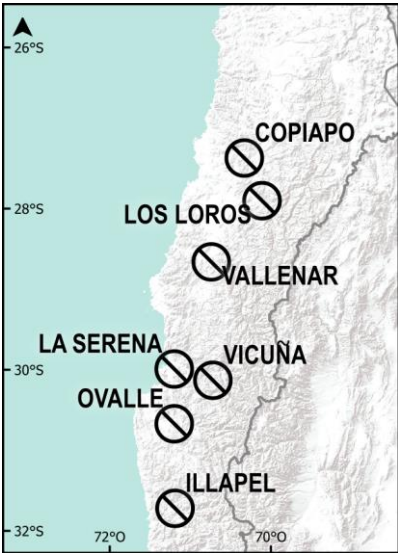 26°S
COPIAPO
28°S
LOS LOROS
VALLENAR
LA SERENA
VICUÑA
30°S
OVALLE
ILLAPEL
32°S
72°O
70°O